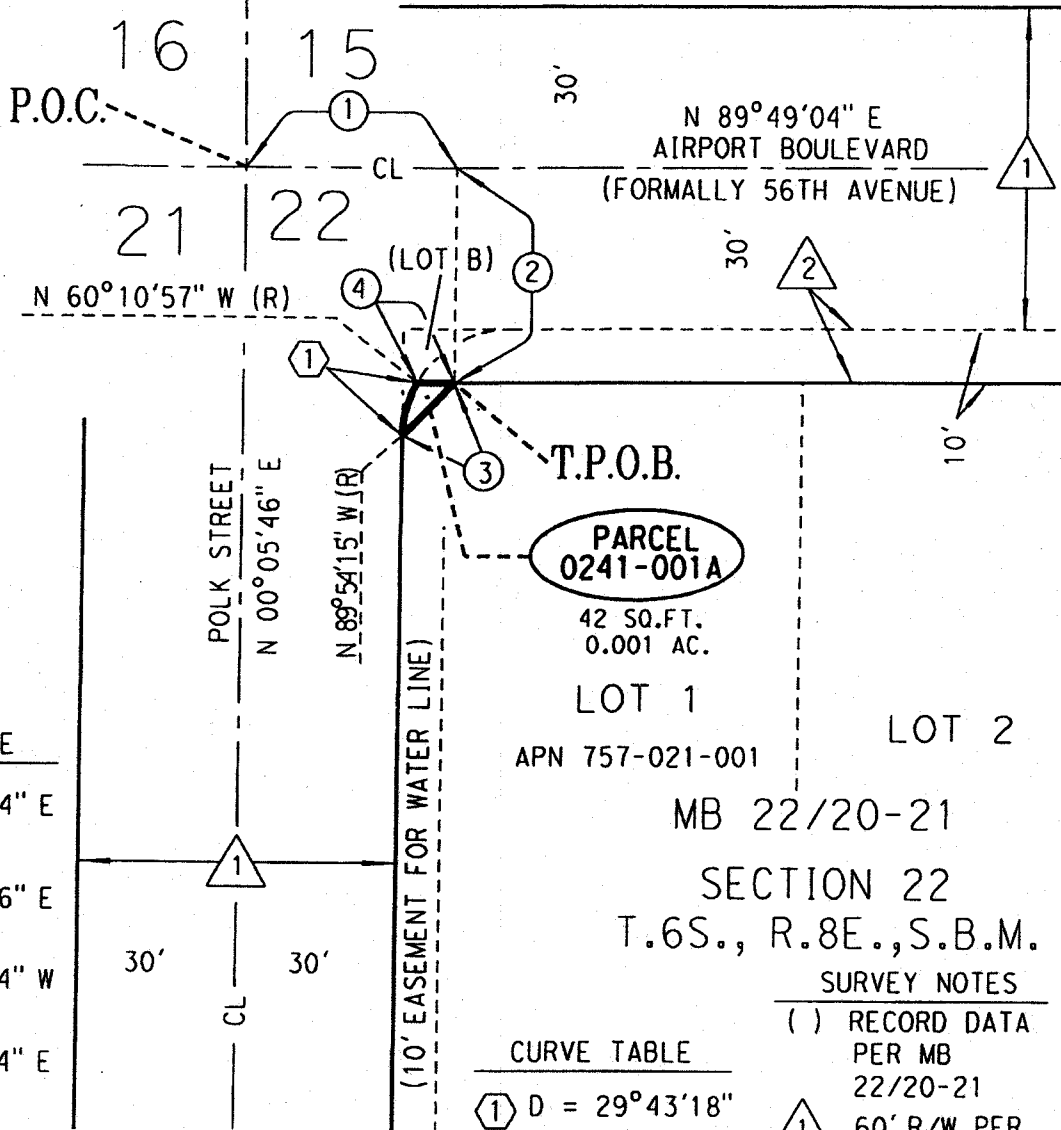 16
15
P.O.C.
1
30'
N 89°49'04" E
AIRPORT BOULEVARD
(FORMALLY 56TH AVENUE)
CL
1
21
22
(LOT B)
2
30'
2
N 60°10'57" W (R)
4
1
3
T.P.O.B.
10'
POLK STREET
N 00°05'46" E
N 89°54'15" W (R)
PARCEL
0241-001A
42 SQ.FT.
0.001 AC.
LOT 1
APN 757-021-001
LOT 2
(10' EASEMENT FOR WATER LINE)
MB 22/20-21
SECTION 22
T.6S., R.8E.,S.B.M.
E
4" E
6" E
4" W
4" E
1
30'
30'
CL
CURVE TABLE
1 D = 29°43'18"
SURVEY NOTES
( ) RECORD DATA
PER MB
22/20-21
1 60' R/W PER